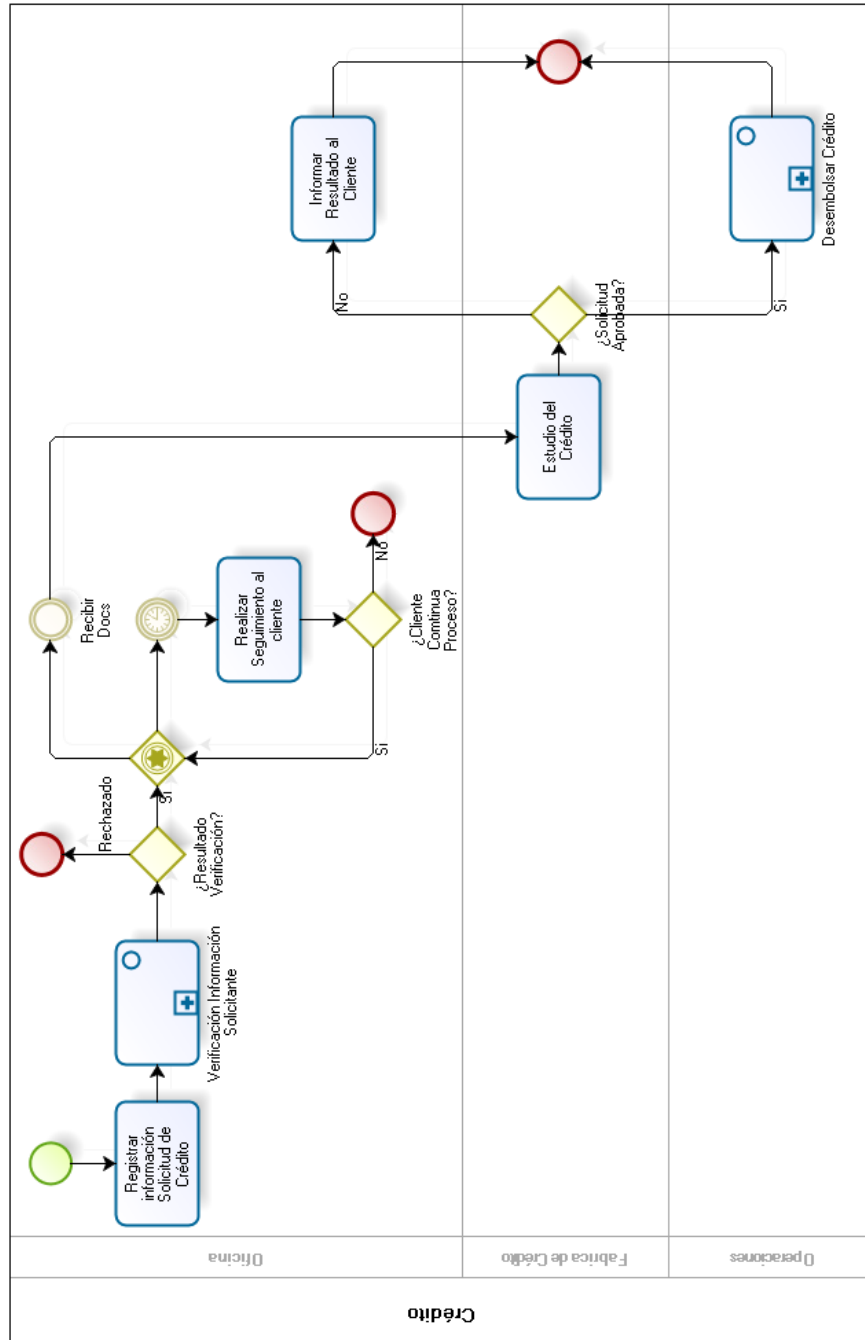 Crédito
Oficina
Fabrica de Crédito
Operaciones
Registrar
información
Solicitud de
Crédito
Verificación Información
Solicitante
¿Resultado
Verificación?
Rechazado
Si
Recibir
Docs
Realizar
Seguimiento al
cliente
¿Cliente
Continua
Proceso?
Si
No
Estudio del
Crédito
¿Solicitud
Aprobada?
No
Si
Informar
Resultado al
Cliente
Desembolsar Crédito